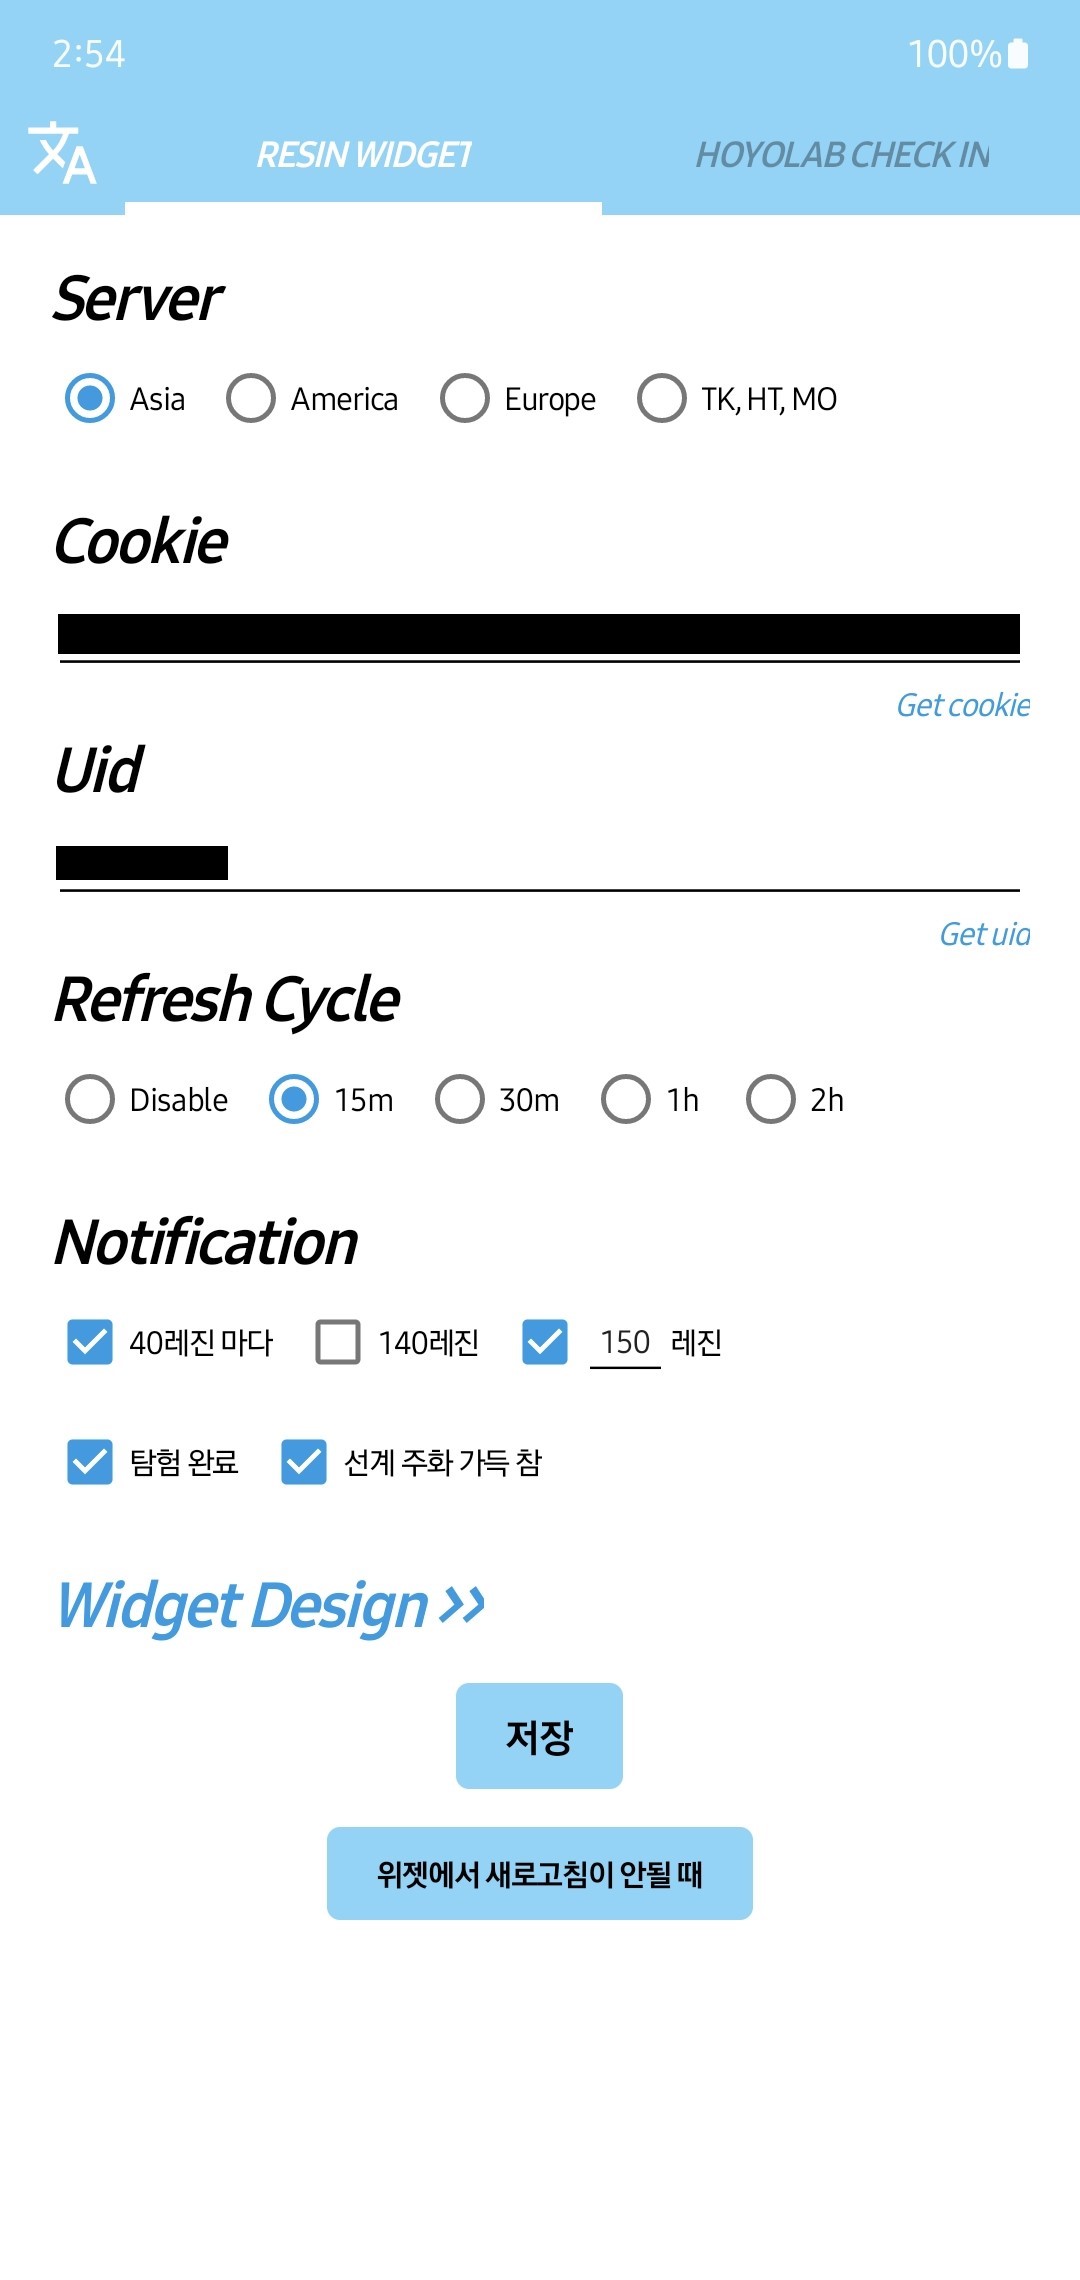 2:54 100%
文A RESIN WIDGET HOYOLAB CHECK IN
Server
Asia America Europe TK, HT, MO
Cookie
Get cookie
Uid
Get uid
Refresh Cycle
Disable 15m 30m 1h 2h
Notification
40레진 마다 140레진 150 레진
탐험 완료 선계 주화 가득 참
Widget Design >>
저장
위젯에서 새로고침이 안될 때